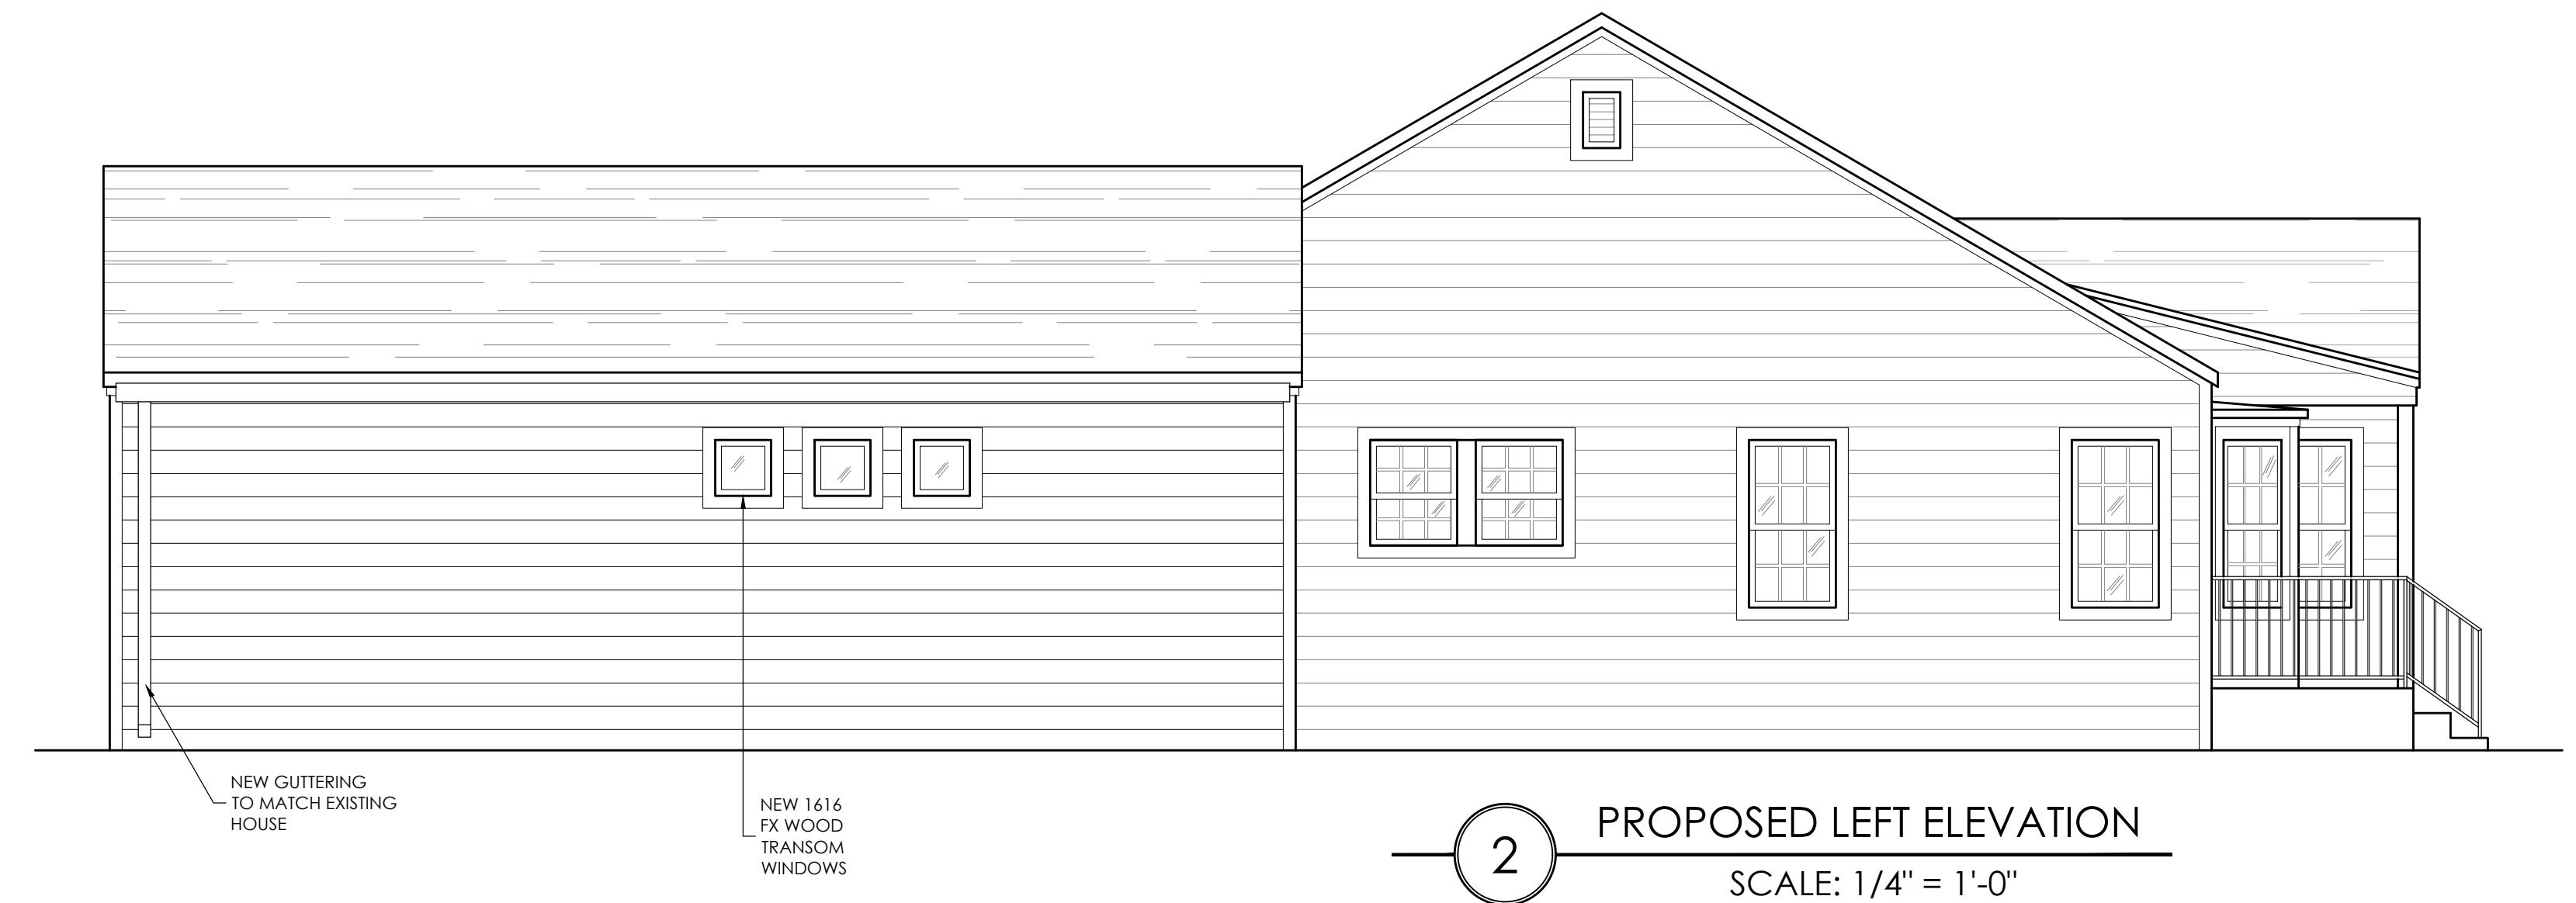 NEW GUTTERING
TO MATCH EXISTING
HOUSE
NEW 1616
FX WOOD
TRANSOM
WINDOWS
2
PROPOSED LEFT ELEVATION
SCALE: 1/4" = 1'-0"